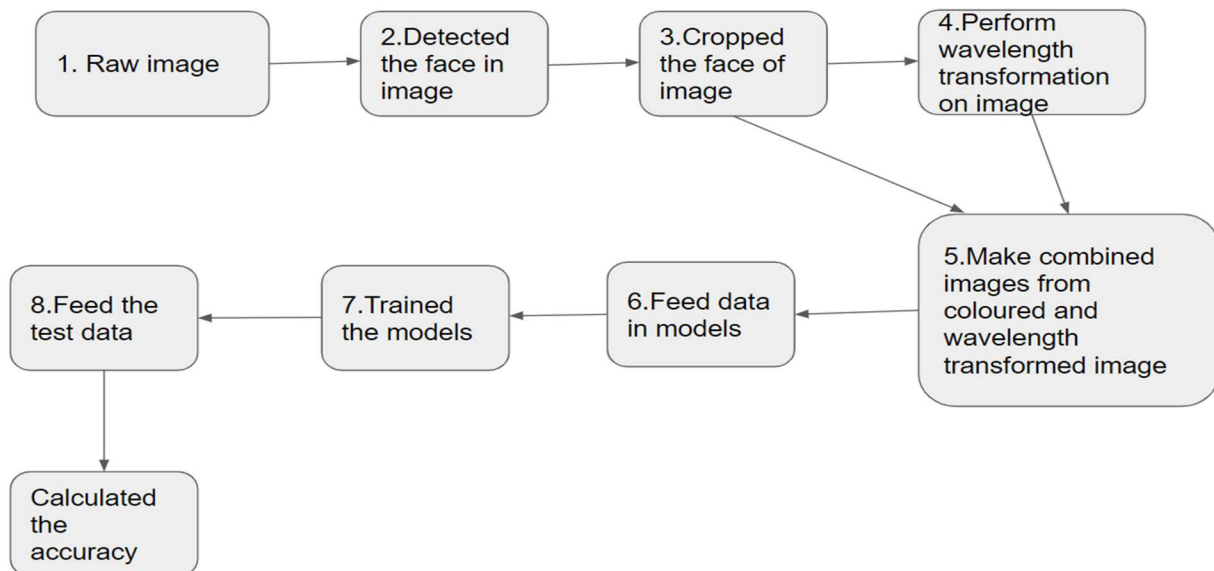 1. Raw image
2.Detected
the face in
image
3.Cropped
the face of
image
4.Perform
wavelength
transformation
on image
5.Make combined
images from
coloured and
wavelength
transformed image
6.Feed data
in models
7.Trained
the models
8.Feed the
test data
Calculated
the
accuracy